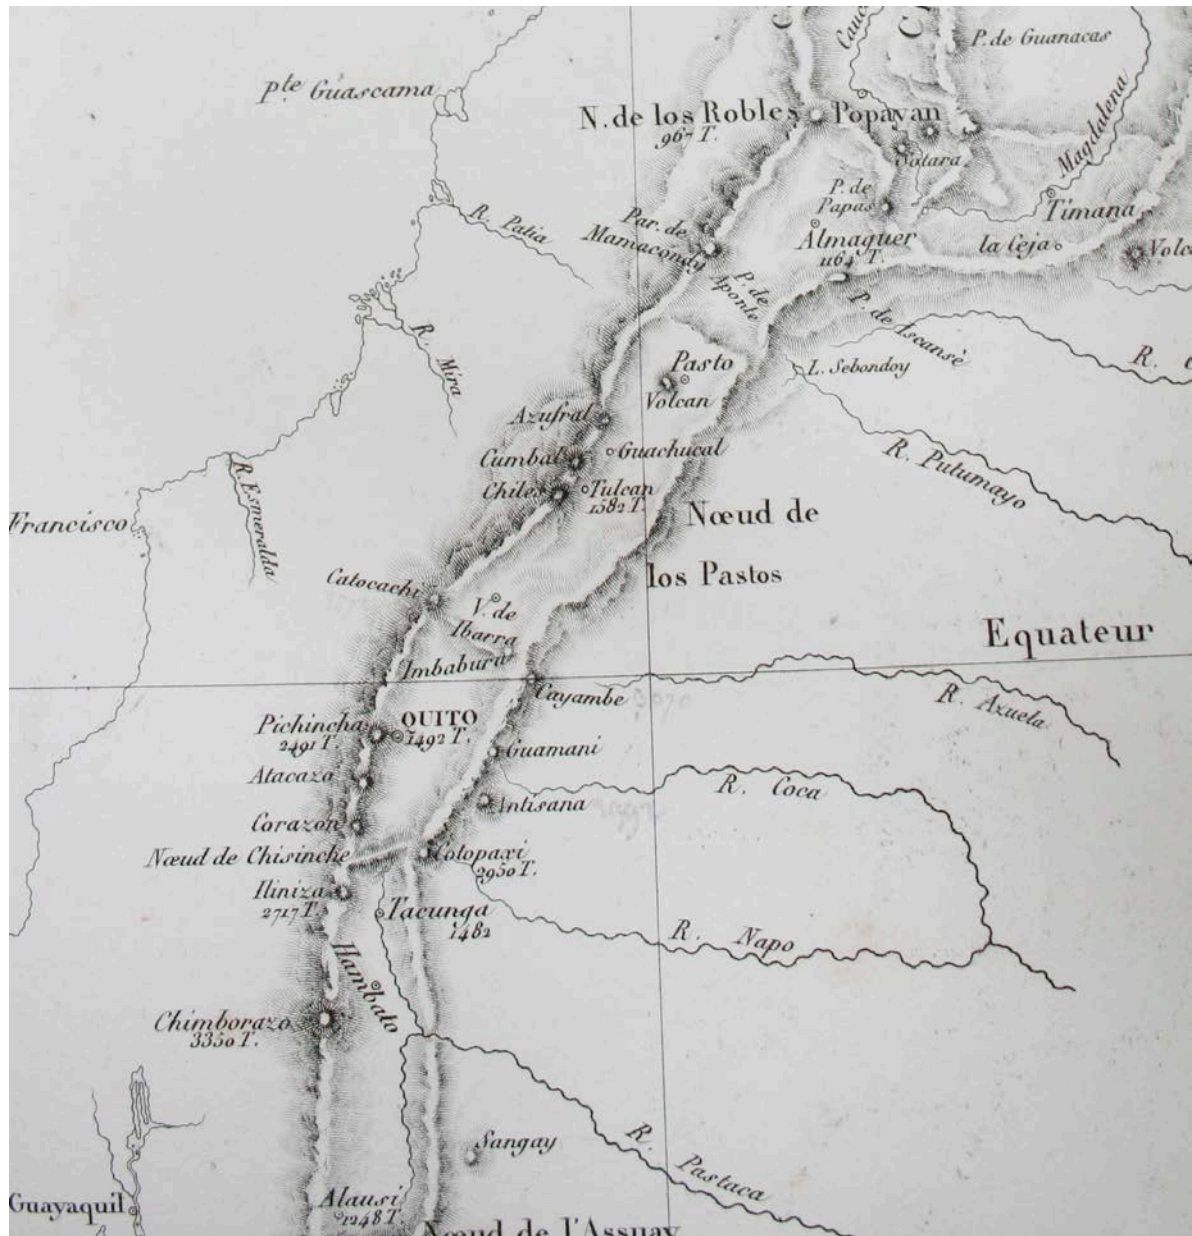 P. de Guanacas
Cauca
pte Guascama
N. de los Robles
967 T.
Popayan
Magdalena
Sotara
P. de
Papas
Timana
R. Patia
Par. de
Mamacondy
Almaguer
1164 T.
la Ceja
P. de
Aponte
P. de Iscansè
R. Mira
Pasto
Volcan
L. Sebondoy
Azufral
Cumbal
Guachucal
Chiles
Tulcan
1582 T.
R. Putumayo
R. Esmeralda
Francisco
Nœud de
los Pastos
Catocachi
V. de
Ibarra
Imbabura
Equateur
Cayambe
R. Azuela
Pichincha
2491 T.
QUITO
1492 T.
Guamani
Atacazo
R. Coca
Antisana
Corazon
Nœud de Chisinche
Cotopaxi
2950 T.
Iliniza
2717 T.
Tacunga
1482
R. Napo
Hambato
Chimborazo
3350 T.
Sangay
R. Pastaca
Guayaquil
Alausi
1248 T.
Nœud de l'Assuay